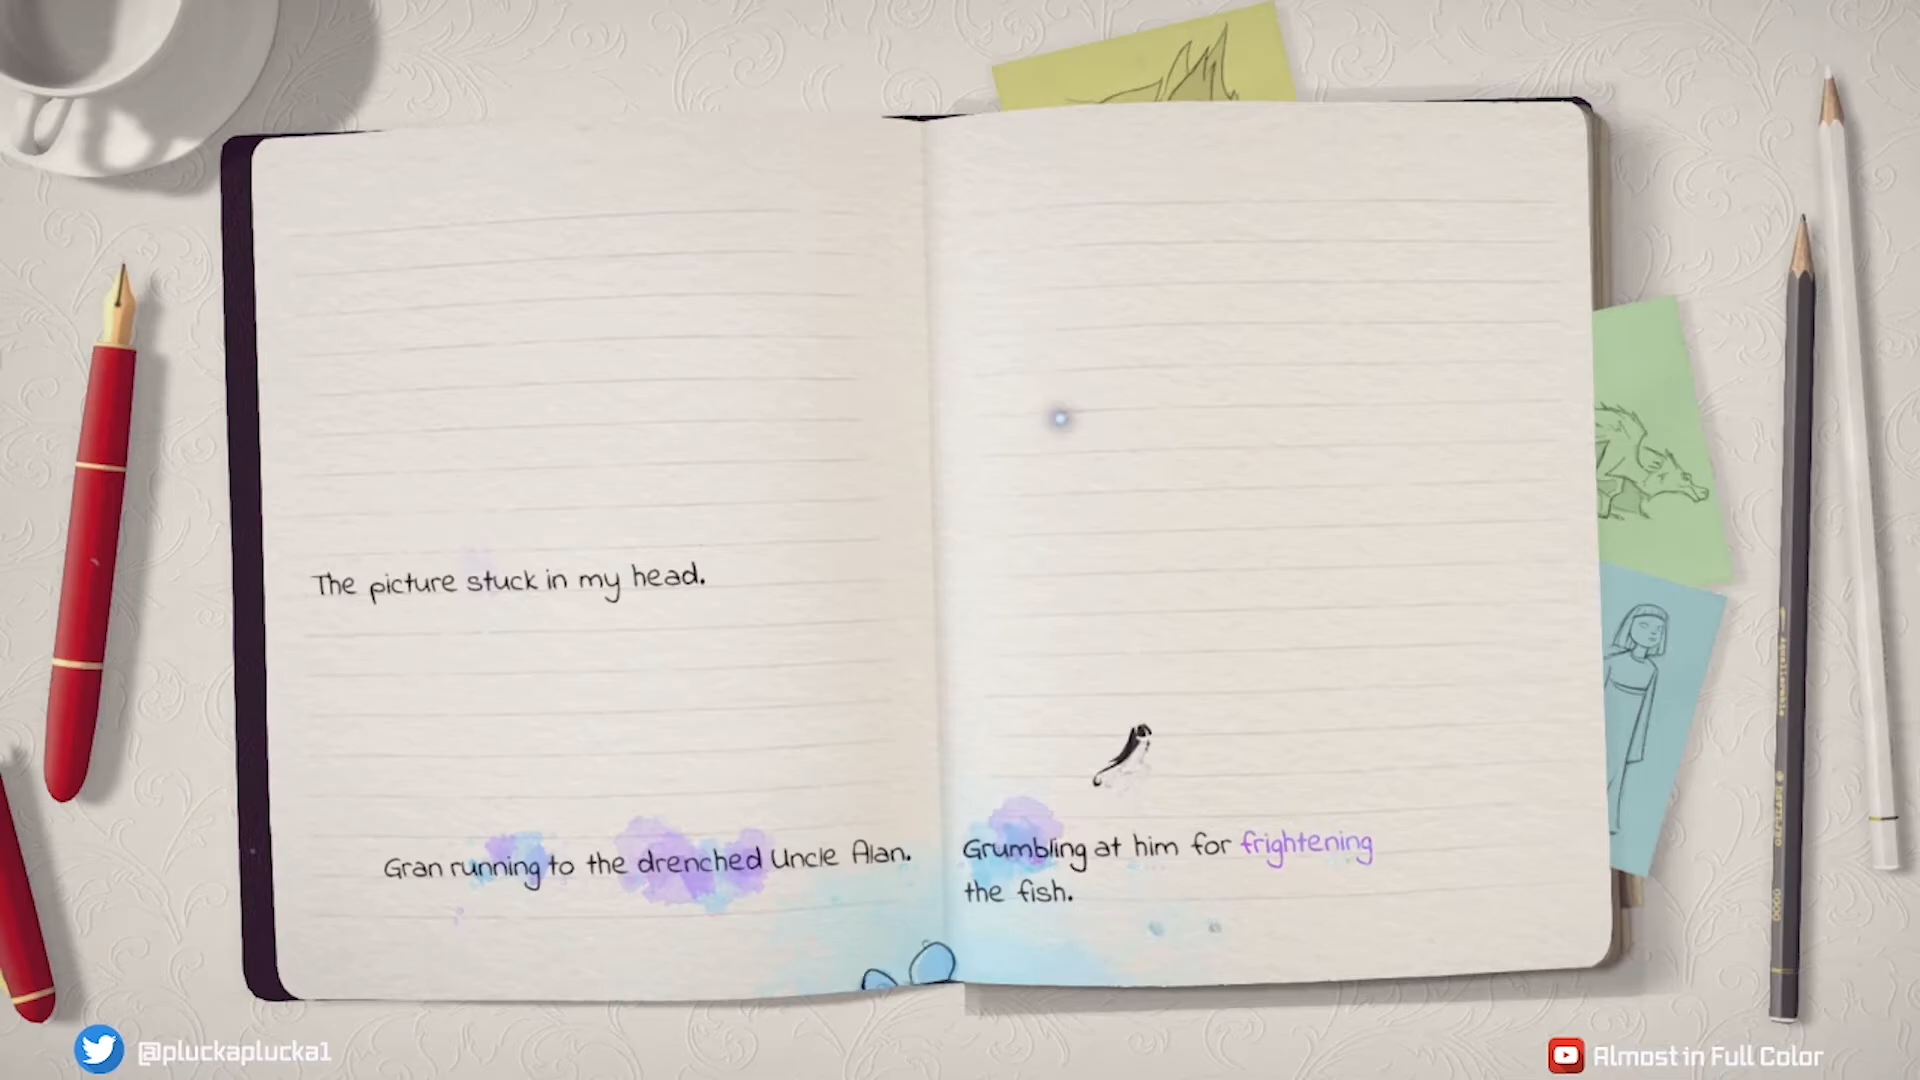 The picture stuck in my head.
Gran running to the drenched Uncle Alan.
Grumbling at him for frightening
the fish.
@pluckaplucka1
Almost in Full Color